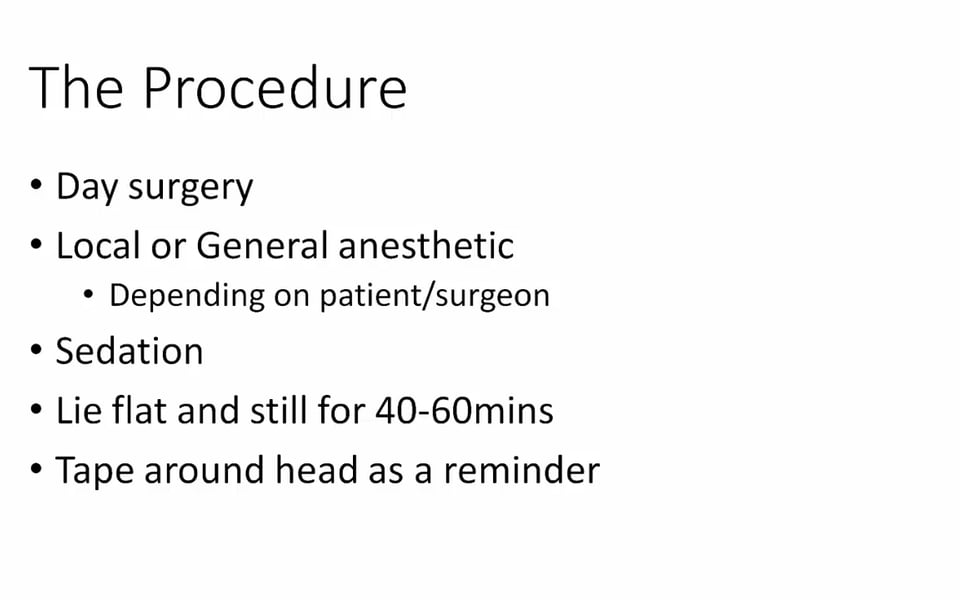 The Procedure
• Day surgery
• Local or General anesthetic
• Depending on patient/surgeon
• Sedation
• Lie flat and still for 40-60mins
• Tape around head as a reminder